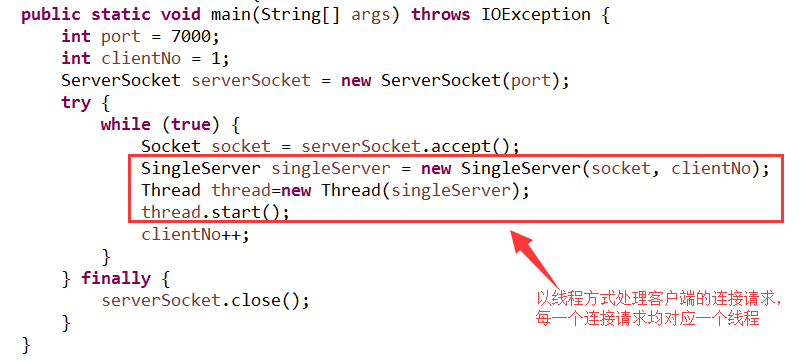 public static void main(String[] args) throws IOException {
int port = 7000;
int clientNo = 1;
ServerSocket serverSocket = new ServerSocket(port);
try {
while (true) {
Socket socket = serverSocket.accept();
SingleServer singleServer = new SingleServer(socket, clientNo);
Thread thread=new Thread(singleServer);
thread.start();
clientNo++;
}
} finally {
serverSocket.close();
}
}
以线程方式处理客户端的连接请求，
每一个连接请求均对应一个线程